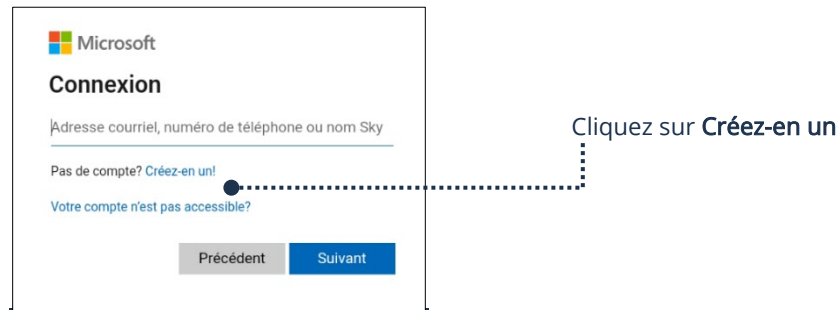 Microsoft
Connexion
Adresse courriel, numéro de téléphone ou nom Sky
Pas de compte? Créez-en un!
Votre compte n'est pas accessible?
Précédent Suivant
Cliquez sur Créez-en un